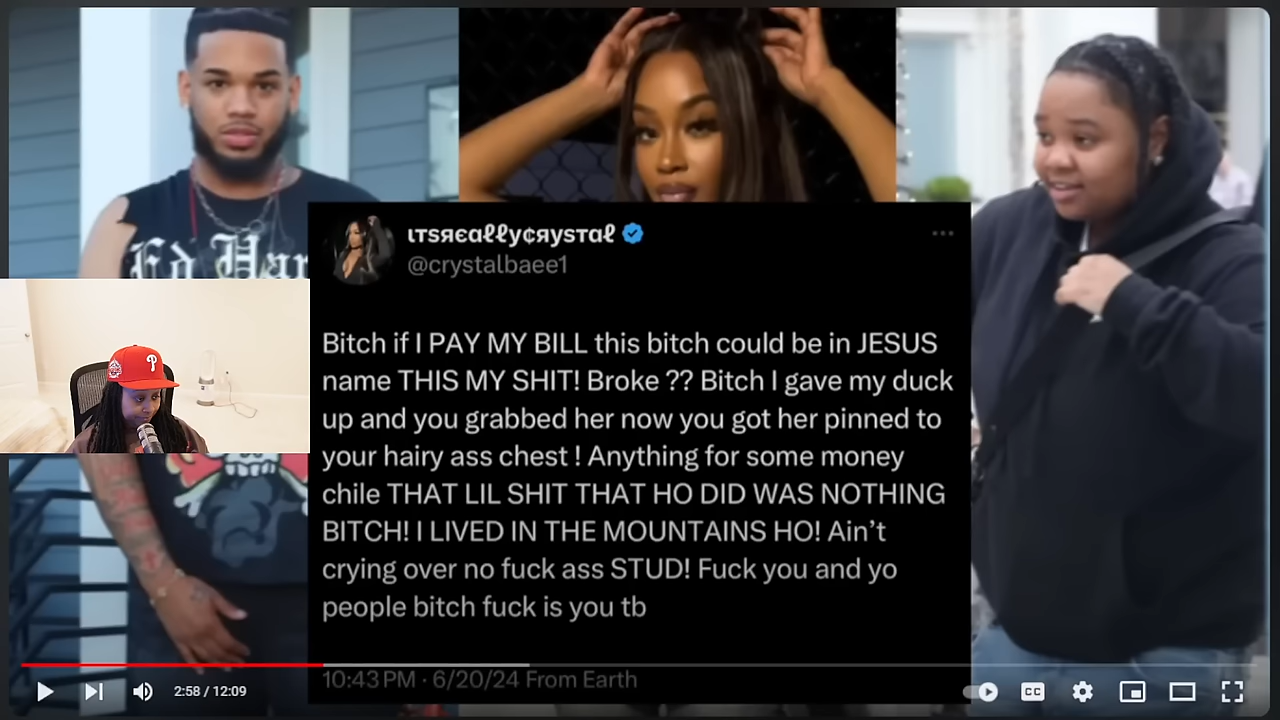 Ed Har
ιтѕяєαℓℓу¢яуѕтαℓ
@crystalbaee1
Bitch if I PAY MY BILL this bitch could be in JESUS
name THIS MY SHIT! Broke ?? Bitch I gave my duck
up and you grabbed her now you got her pinned to
your hairy ass chest ! Anything for some money
chile THAT LIL SHIT THAT HO DID WAS NOTHING
BITCH! I LIVED IN THE MOUNTAINS HO! Ain’t
crying over no fuck ass STUD! Fuck you and yo
people bitch fuck is you tb
10:43 PM · 6/20/24 From Earth
P
2:58 / 12:09
CC